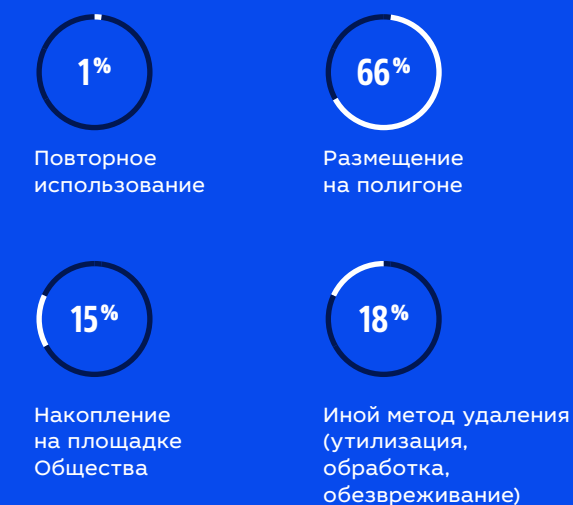 1%
Повторное
использование
66%
Размещение
на полигоне
15%
Накопление
на площадке
Общества
18%
Иной метод удаления
(утилизация,
обработка,
обезвреживание)